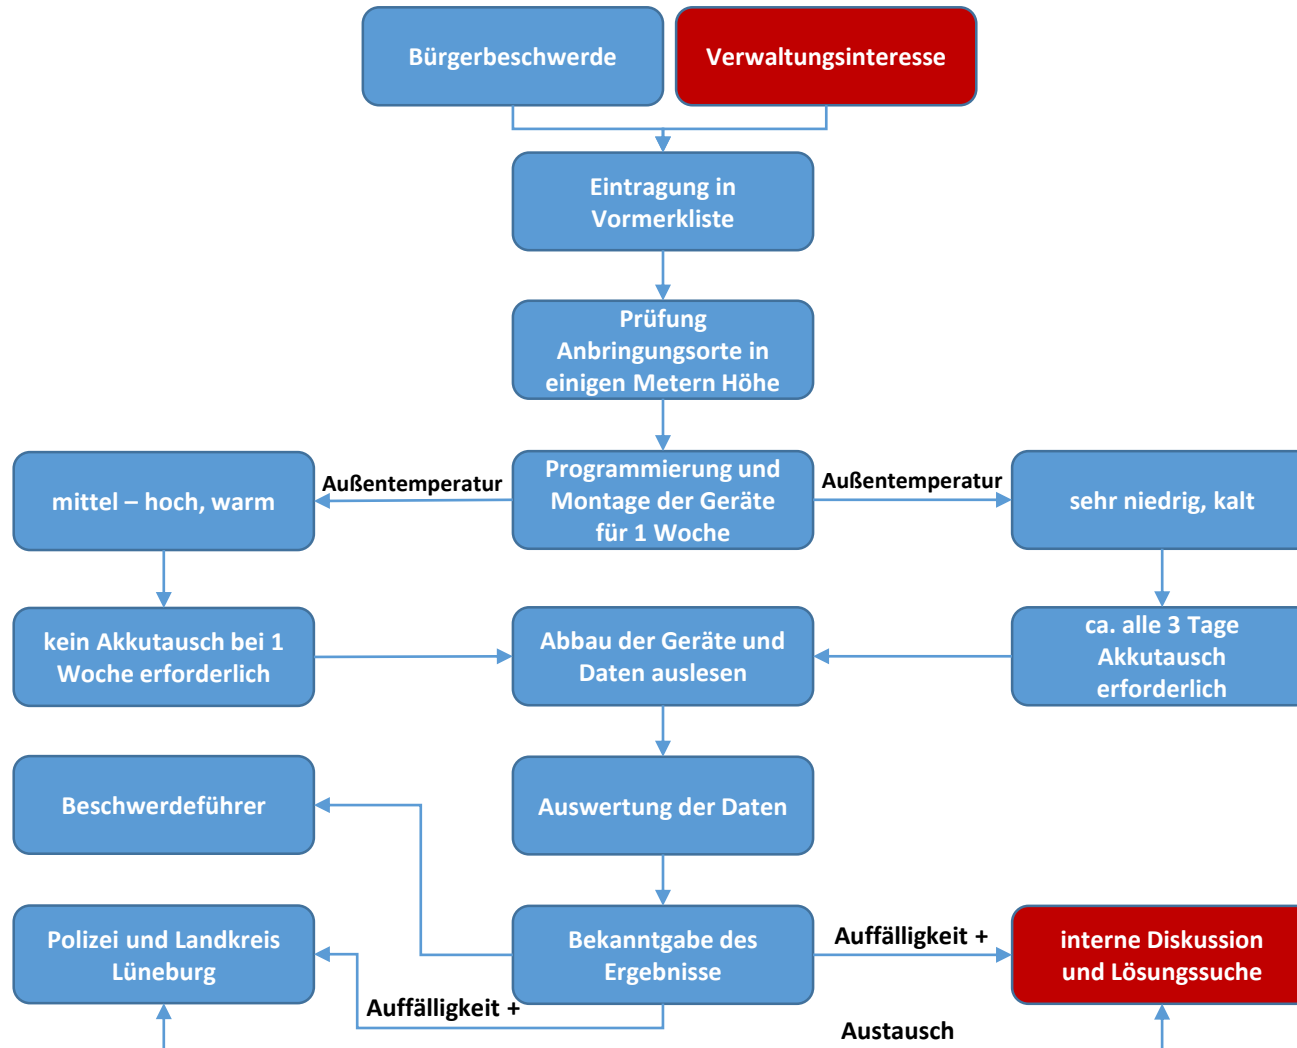 Bürgerbeschwerde
Verwaltungsinteresse
Eintragung in
Vormerkliste
Prüfung
Anbringungsorte in
einigen Metern Höhe
mittel – hoch, warm
Außentemperatur
Programmierung und
Montage der Geräte
für 1 Woche
Außentemperatur
sehr niedrig, kalt
kein Akkutausch bei 1
Woche erforderlich
Abbau der Geräte und
Daten auslesen
ca. alle 3 Tage
Akkutausch
erforderlich
Beschwerdeführer
Auswertung der Daten
Polizei und Landkreis
Lüneburg
Bekanntgabe des
Ergebnisse
Auffälligkeit +
interne Diskussion
und Lösungssuche
Auffälligkeit +
Austausch